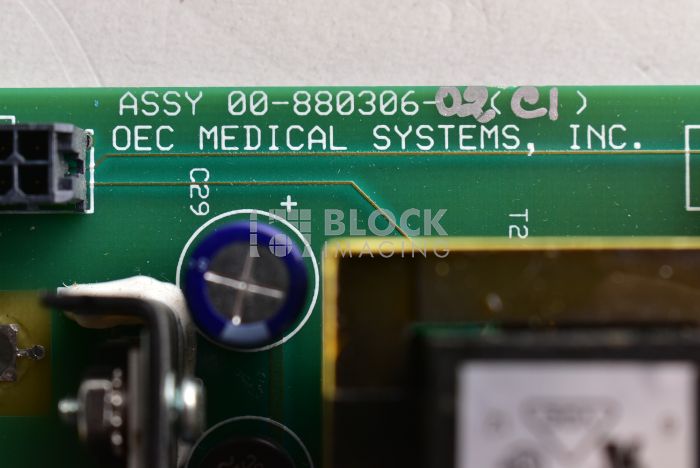 ASSY 00-880306-02(C1)
OEC MEDICAL SYSTEMS, INC.
C29
+
T2
BLOCK
IMAGING